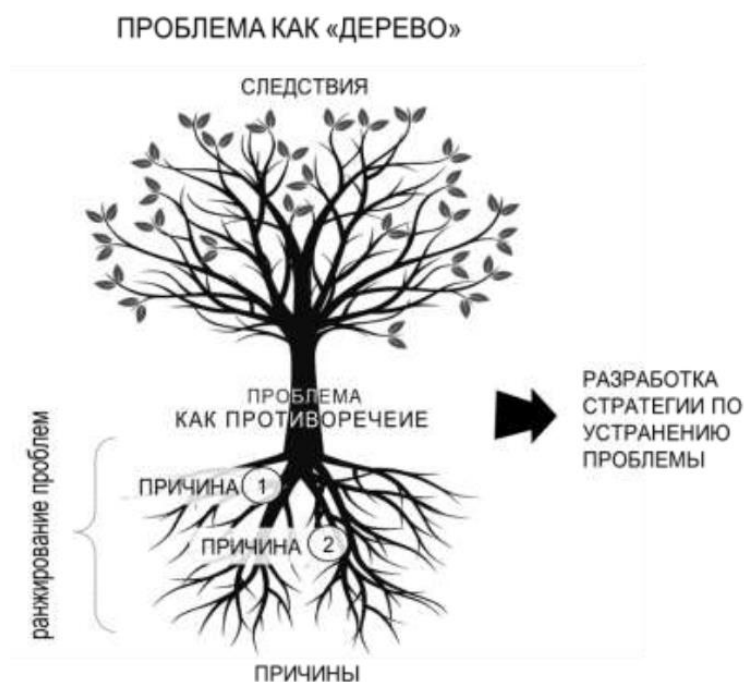 ПРОБЛЕМА КАК «ДЕРЕВО»
СЛЕДСТВИЯ
ПРОБЛЕМА
КАК ПРОТИВОРЕЧЕИЕ
РАЗРАБОТКА
СТРАТЕГИИ ПО
УСТРАНЕНИЮ
ПРОБЛЕМЫ
ранжирование проблем
ПРИЧИНА 1
ПРИЧИНА 2
ПРИЧИНЫ